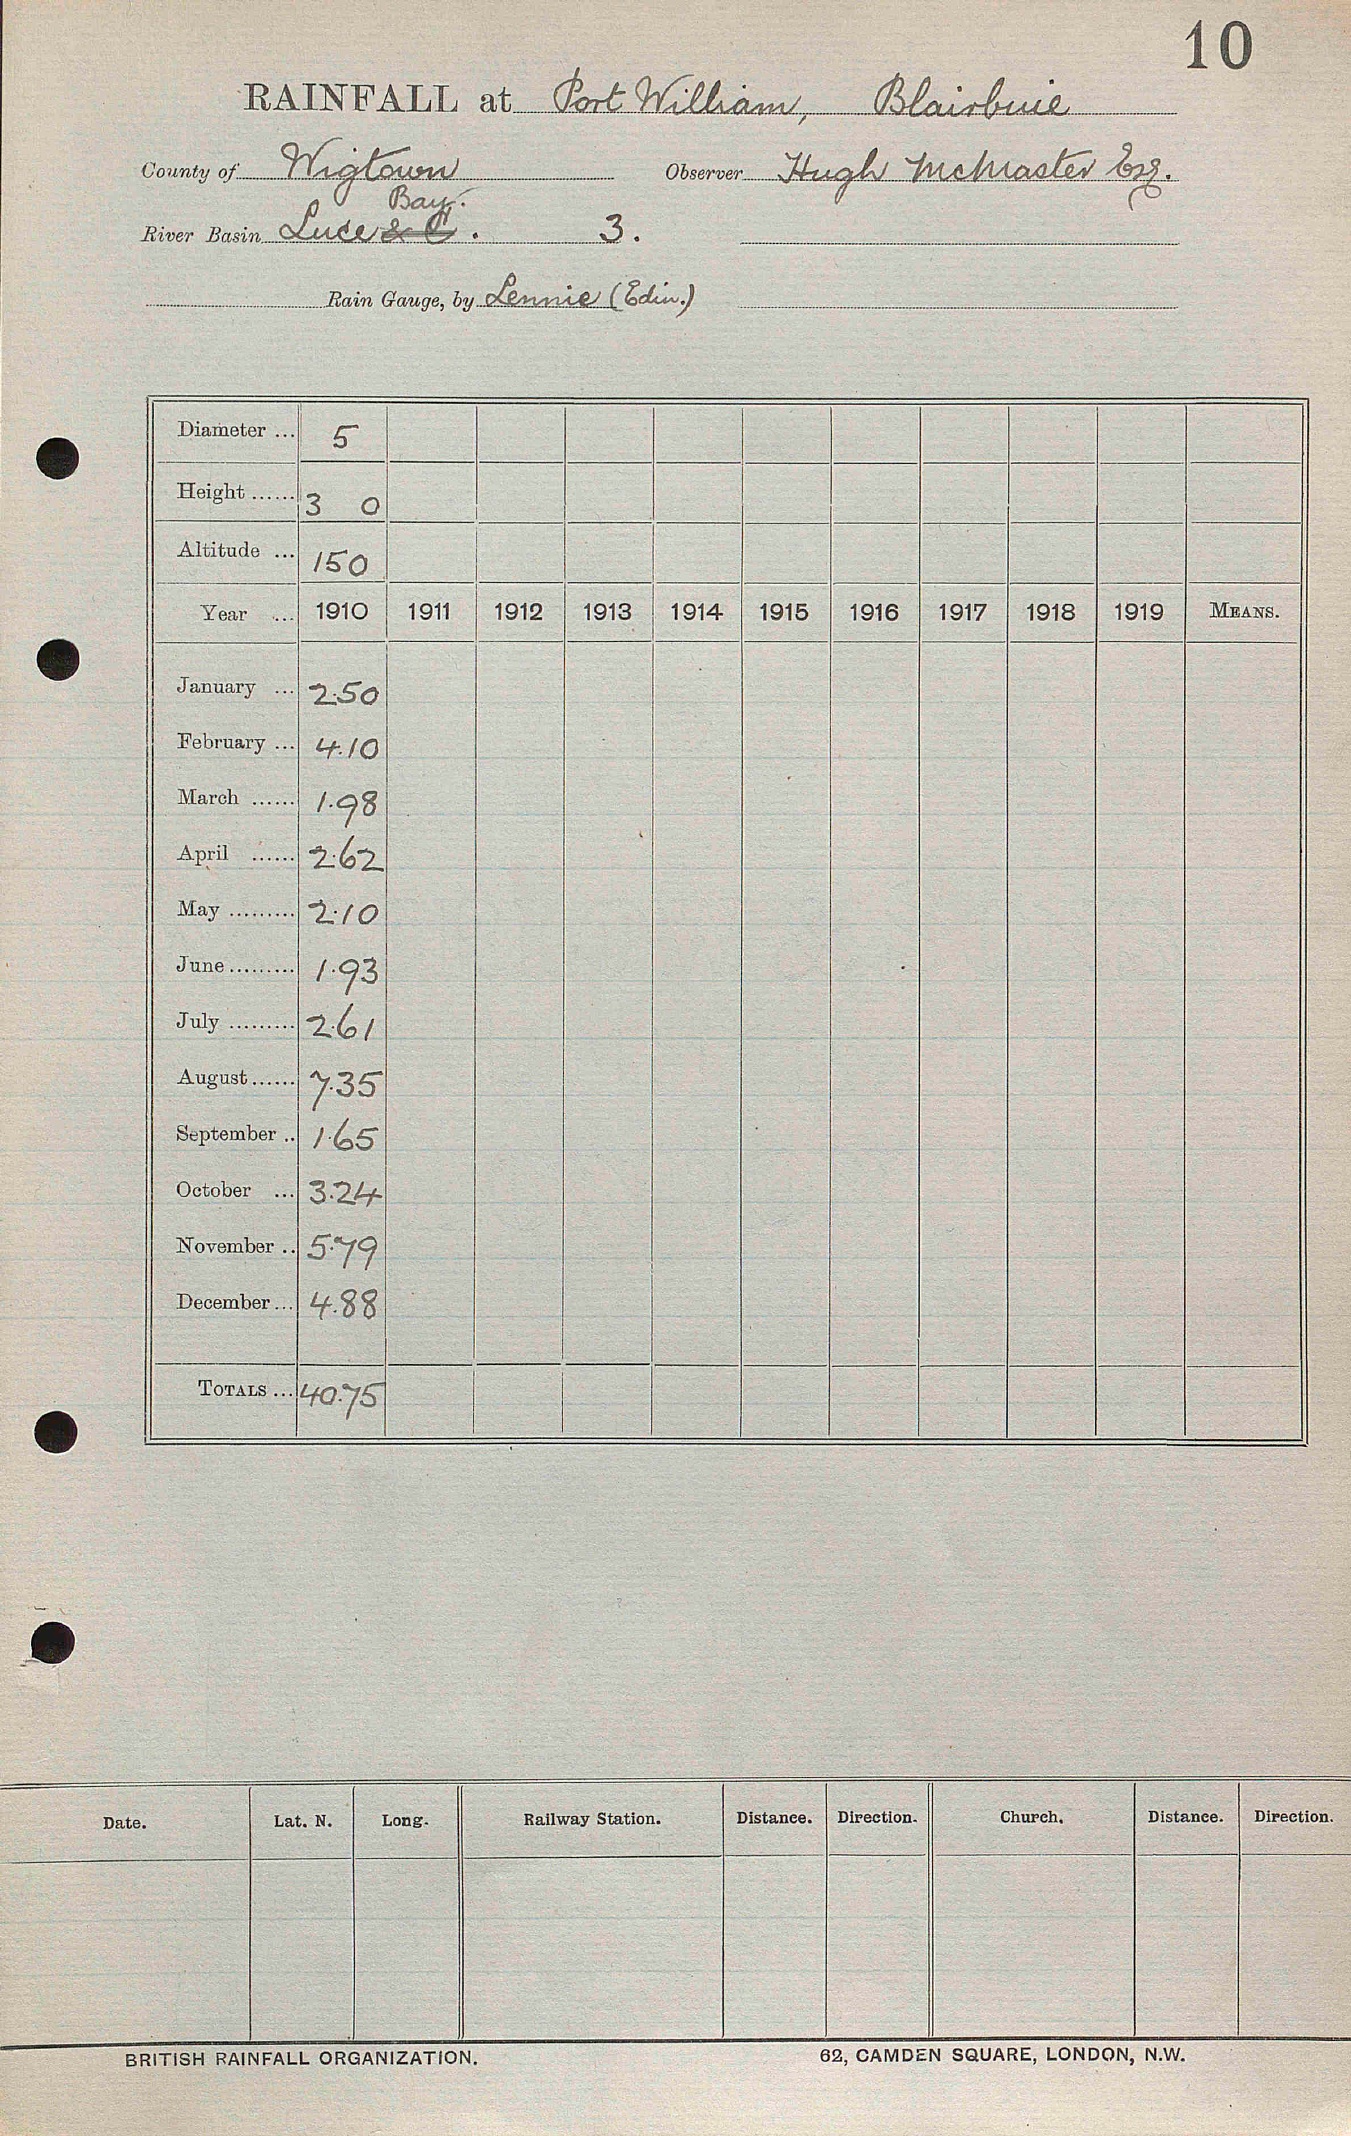 10
RAINFALL at Port William, Blairbuie
County of Wigtown Observer Hugh McMaster Esq.
Bay.
River Basin Luce & C. 3.
Rain Gauge, by Lennie (Edin.)
Diameter ... 5
Height ...... 3 0
Altitude ... 150
Year ... 1910 1911 1912 1913 1914 1915 1916 1917 1918 1919 MEANS.
January ... 2.50
February ... 4.10
March ...... 1.98
April ...... 2.62
May ......... 2.10
June ......... 1.93
July ......... 2.61
August ...... 7.35
September .. 1.65
October ... 3.24
November .. 5.79
December ... 4.88
TOTALS ... 40.75
Date. Lat. N. Long. Railway Station. Distance. Direction. Church. Distance. Direction.
BRITISH RAINFALL ORGANIZATION. 62, CAMDEN SQUARE, LONDON, N.W.